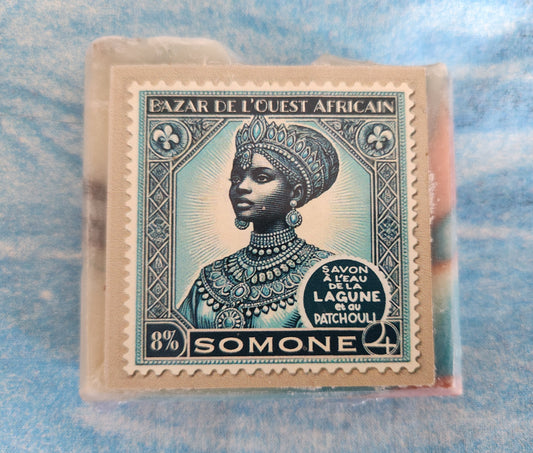 BAZAR DE L'OUEST AFRICAIN
SAVON
À L'EAU
DE LA
LAGUNE
et au
PATCHOULI
8% SOMONE 4